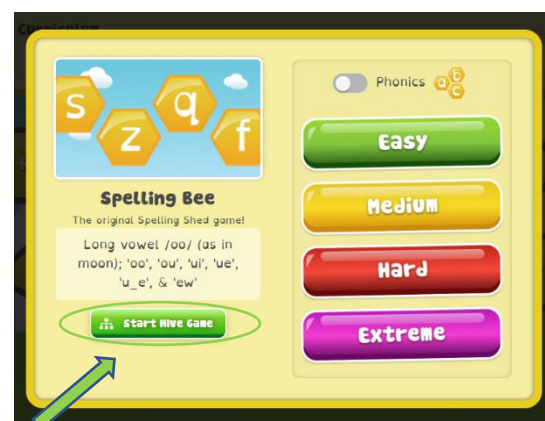 Curriculum
s
z
q
f
Spelling Bee
The original Spelling Shed game!
Long vowel /oo/ (as in
moon); 'oo', 'ou', 'ui', 'ue',
'u_e', & 'ew'
Start Hive Game
Phonics
a
b
c
Easy
Medium
Hard
Extreme